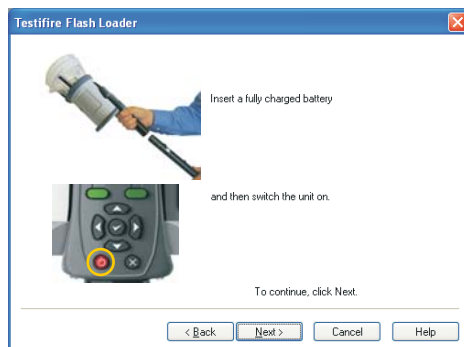 Testifire Flash Loader
Insert a fully charged battery
and then switch the unit on.
To continue, click Next.
< Back
Next >
Cancel
Help